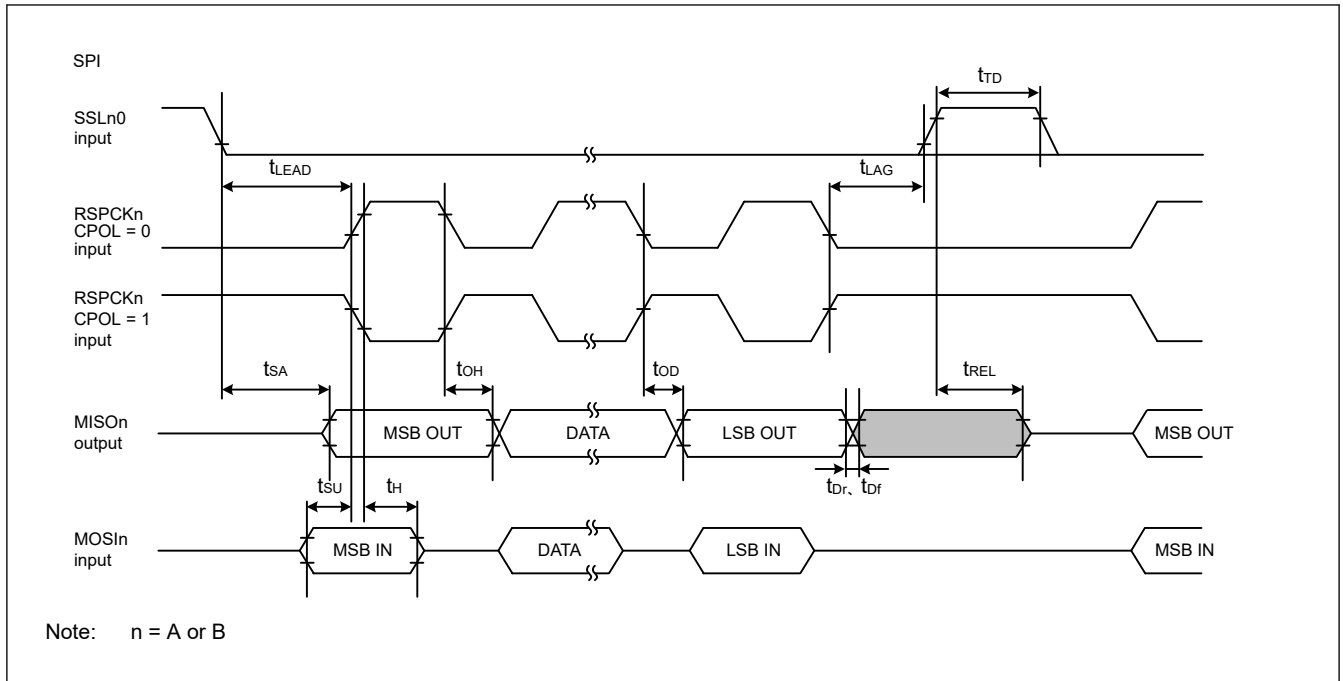 SPI
tTD
SSLn0
input
tLEAD
tLAG
RSPCKn
CPOL = 0
input
RSPCKn
CPOL = 1
input
tSA
tOH
tOD
tREL
MISOn
output
MSB OUT
DATA
LSB OUT
MSB OUT
tSU
tH
tDr、tDf
MOSIn
input
MSB IN
DATA
LSB IN
MSB IN
Note: n = A or B